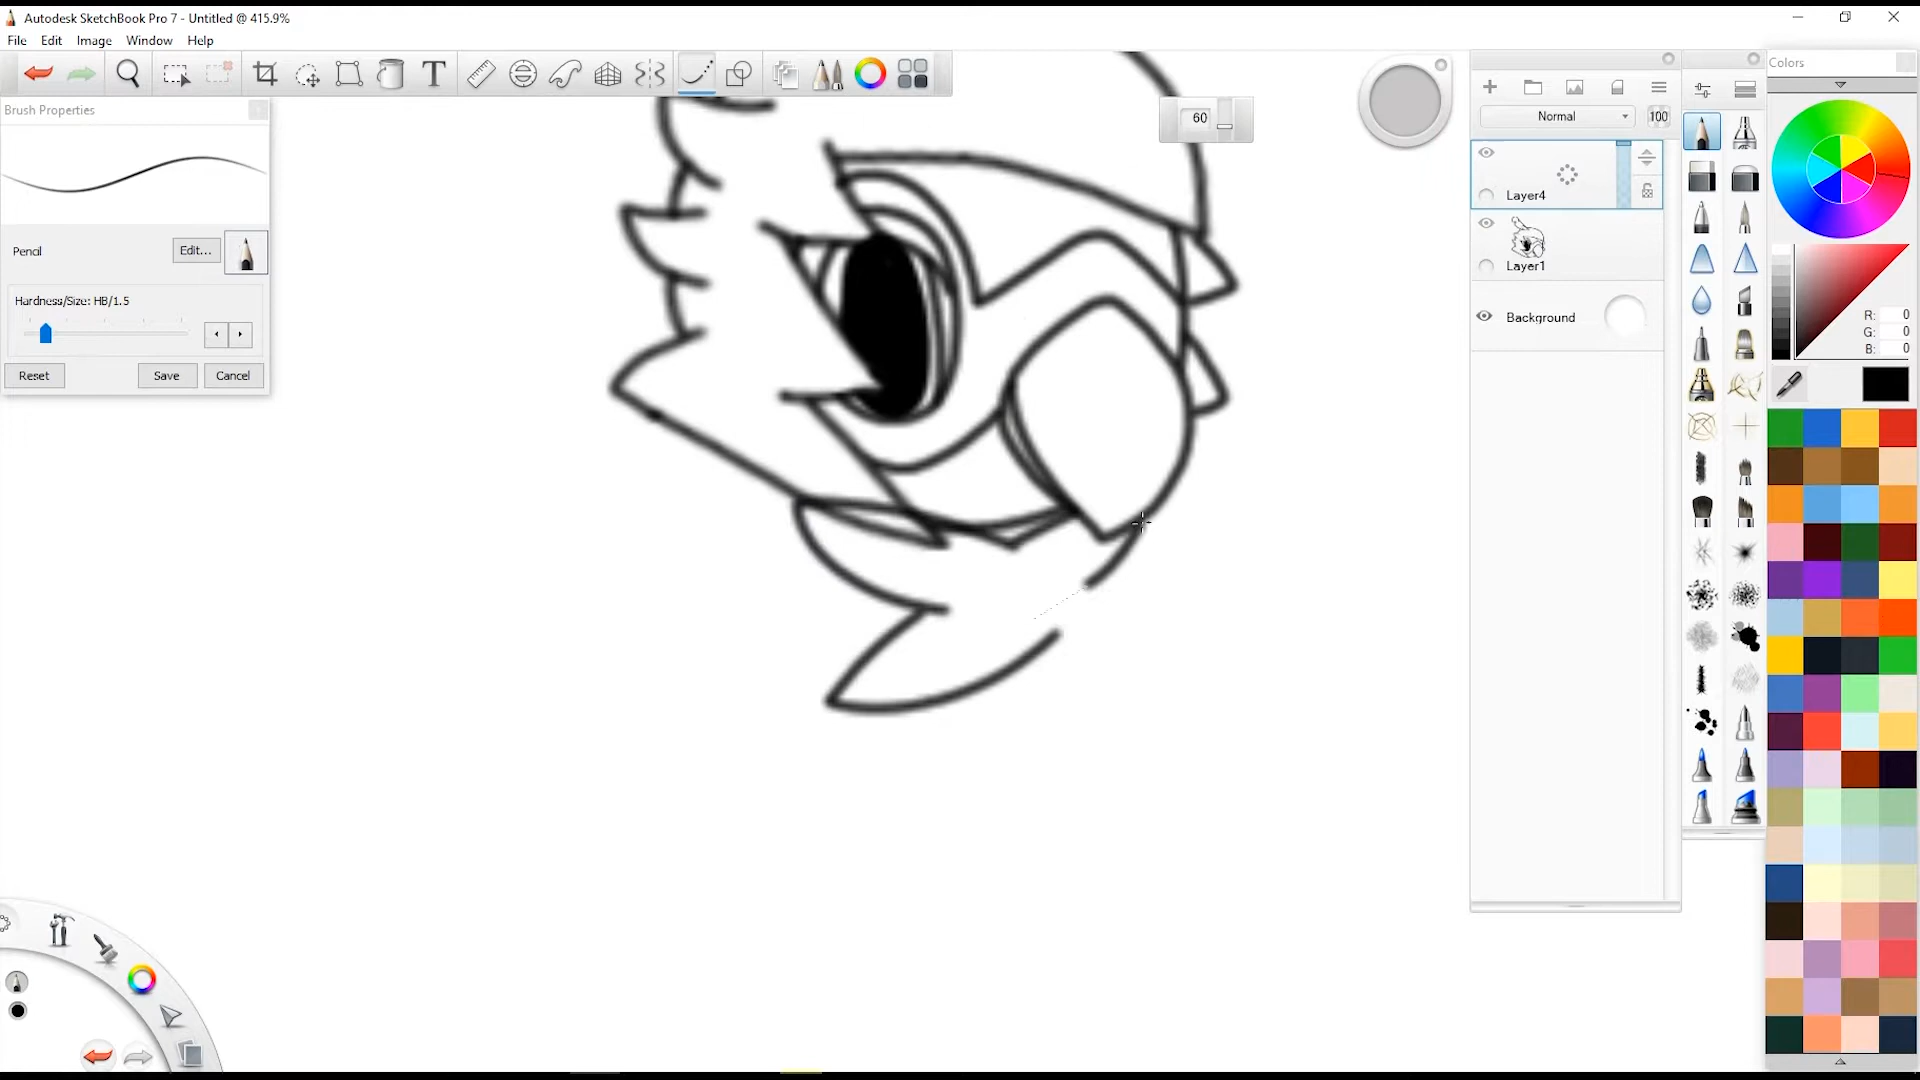 Autodesk SketchBook Pro 7 - Untitled @ 415.9%
File Edit Image Window Help
T
Brush Properties
60
Colors
Normal 100
Layer4
Layer1
Background
Pencil Edit...
Hardness/Size: HB/1.5
Reset Save Cancel
R: 0
G: 0
B: 0